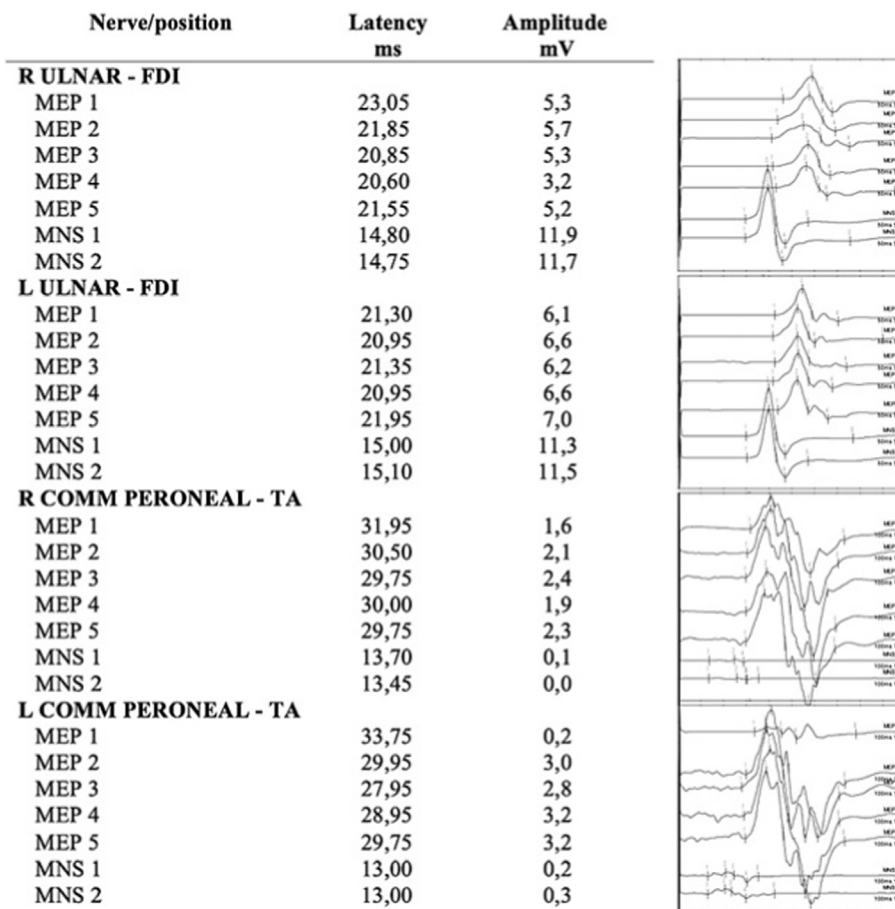 Nerve/position Latency Amplitude
ms mV
R ULNAR - FDI
MEP 1 23,05 5,3
MEP 2 21,85 5,7
MEP 3 20,85 5,3
MEP 4 20,60 3,2
MEP 5 21,55 5,2
MNS 1 14,80 11,9
MNS 2 14,75 11,7
L ULNAR - FDI
MEP 1 21,30 6,1
MEP 2 20,95 6,6
MEP 3 21,35 6,2
MEP 4 20,95 6,6
MEP 5 21,95 7,0
MNS 1 15,00 11,3
MNS 2 15,10 11,5
R COMM PERONEAL - TA
MEP 1 31,95 1,6
MEP 2 30,50 2,1
MEP 3 29,75 2,4
MEP 4 30,00 1,9
MEP 5 29,75 2,3
MNS 1 13,70 0,1
MNS 2 13,45 0,0
L COMM PERONEAL - TA
MEP 1 33,75 0,2
MEP 2 29,95 3,0
MEP 3 27,95 2,8
MEP 4 28,95 3,2
MEP 5 29,75 3,2
MNS 1 13,00 0,2
MNS 2 13,00 0,3